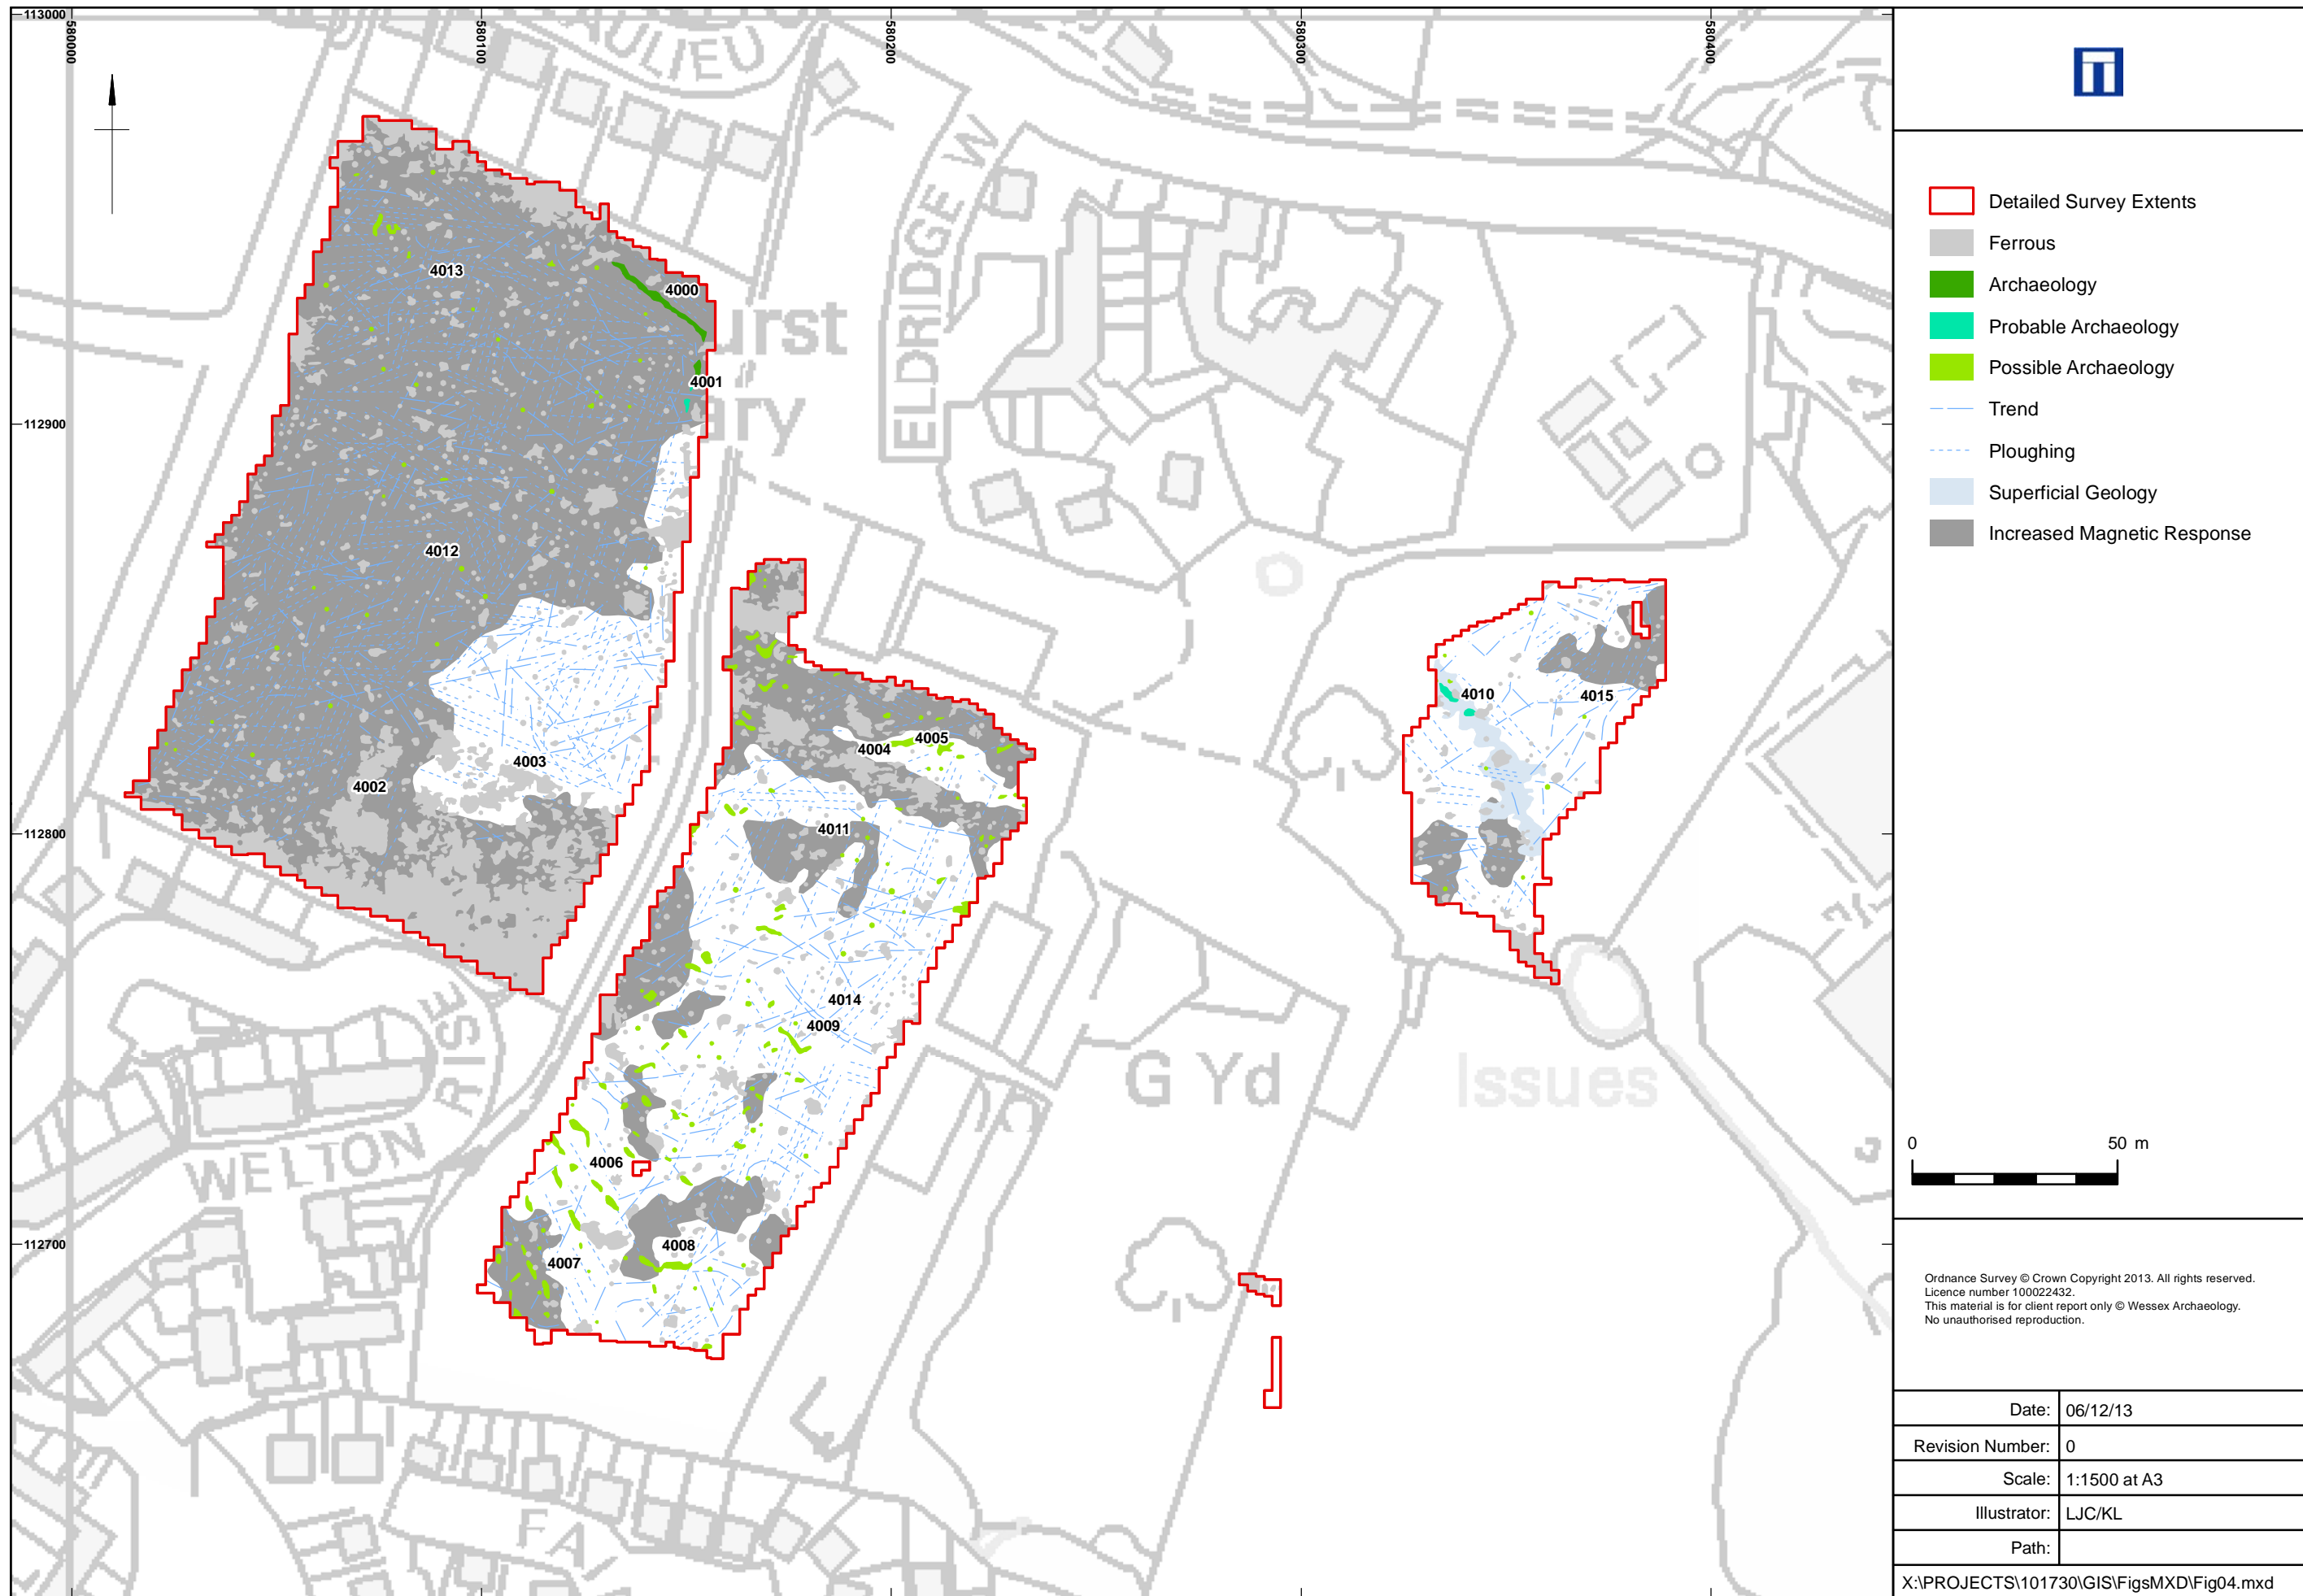 113000
580000
580100
580200
580300
580400
ULIEU
ELDRIDGE W
4013
4000
urst
4001
ary
112900
4012
4010
4015
4005
4004
4003
4002
4011
112800
4014
4009
RISE
G Yd
Issues
WELTON
4006
4008
4007
112700
FA
Detailed Survey Extents
Ferrous
Archaeology
Probable Archaeology
Possible Archaeology
Trend
Ploughing
Superficial Geology
Increased Magnetic Response
0 50 m
Ordnance Survey © Crown Copyright 2013. All rights reserved.
Licence number 100022432.
This material is for client report only © Wessex Archaeology.
No unauthorised reproduction.
Date: 06/12/13
Revision Number: 0
Scale: 1:1500 at A3
Illustrator: LJC/KL
Path:
X:\PROJECTS\101730\GIS\FigsMXD\Fig04.mxd